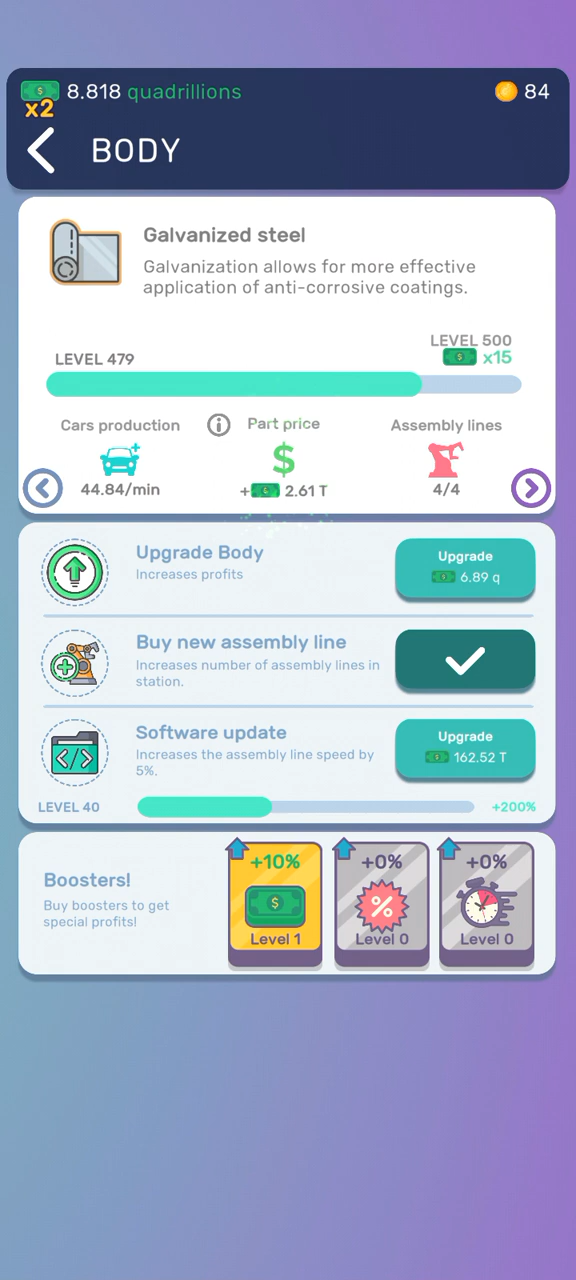 8.818 quadrillions
84
x2
BODY
Galvanized steel
Galvanization allows for more effective
application of anti-corrosive coatings.
LEVEL 500
LEVEL 479
x15
Cars production
Part price
Assembly lines
44.84/min
+ 2.61 T
4/4
Upgrade Body
Increases profits
Upgrade
6.89 q
Buy new assembly line
Increases number of assembly lines in
station.
Software update
Increases the assembly line speed by
5%.
Upgrade
162.52 T
LEVEL 40
+200%
Boosters!
Buy boosters to get
special profits!
+10%
Level 1
+0%
Level 0
+0%
Level 0